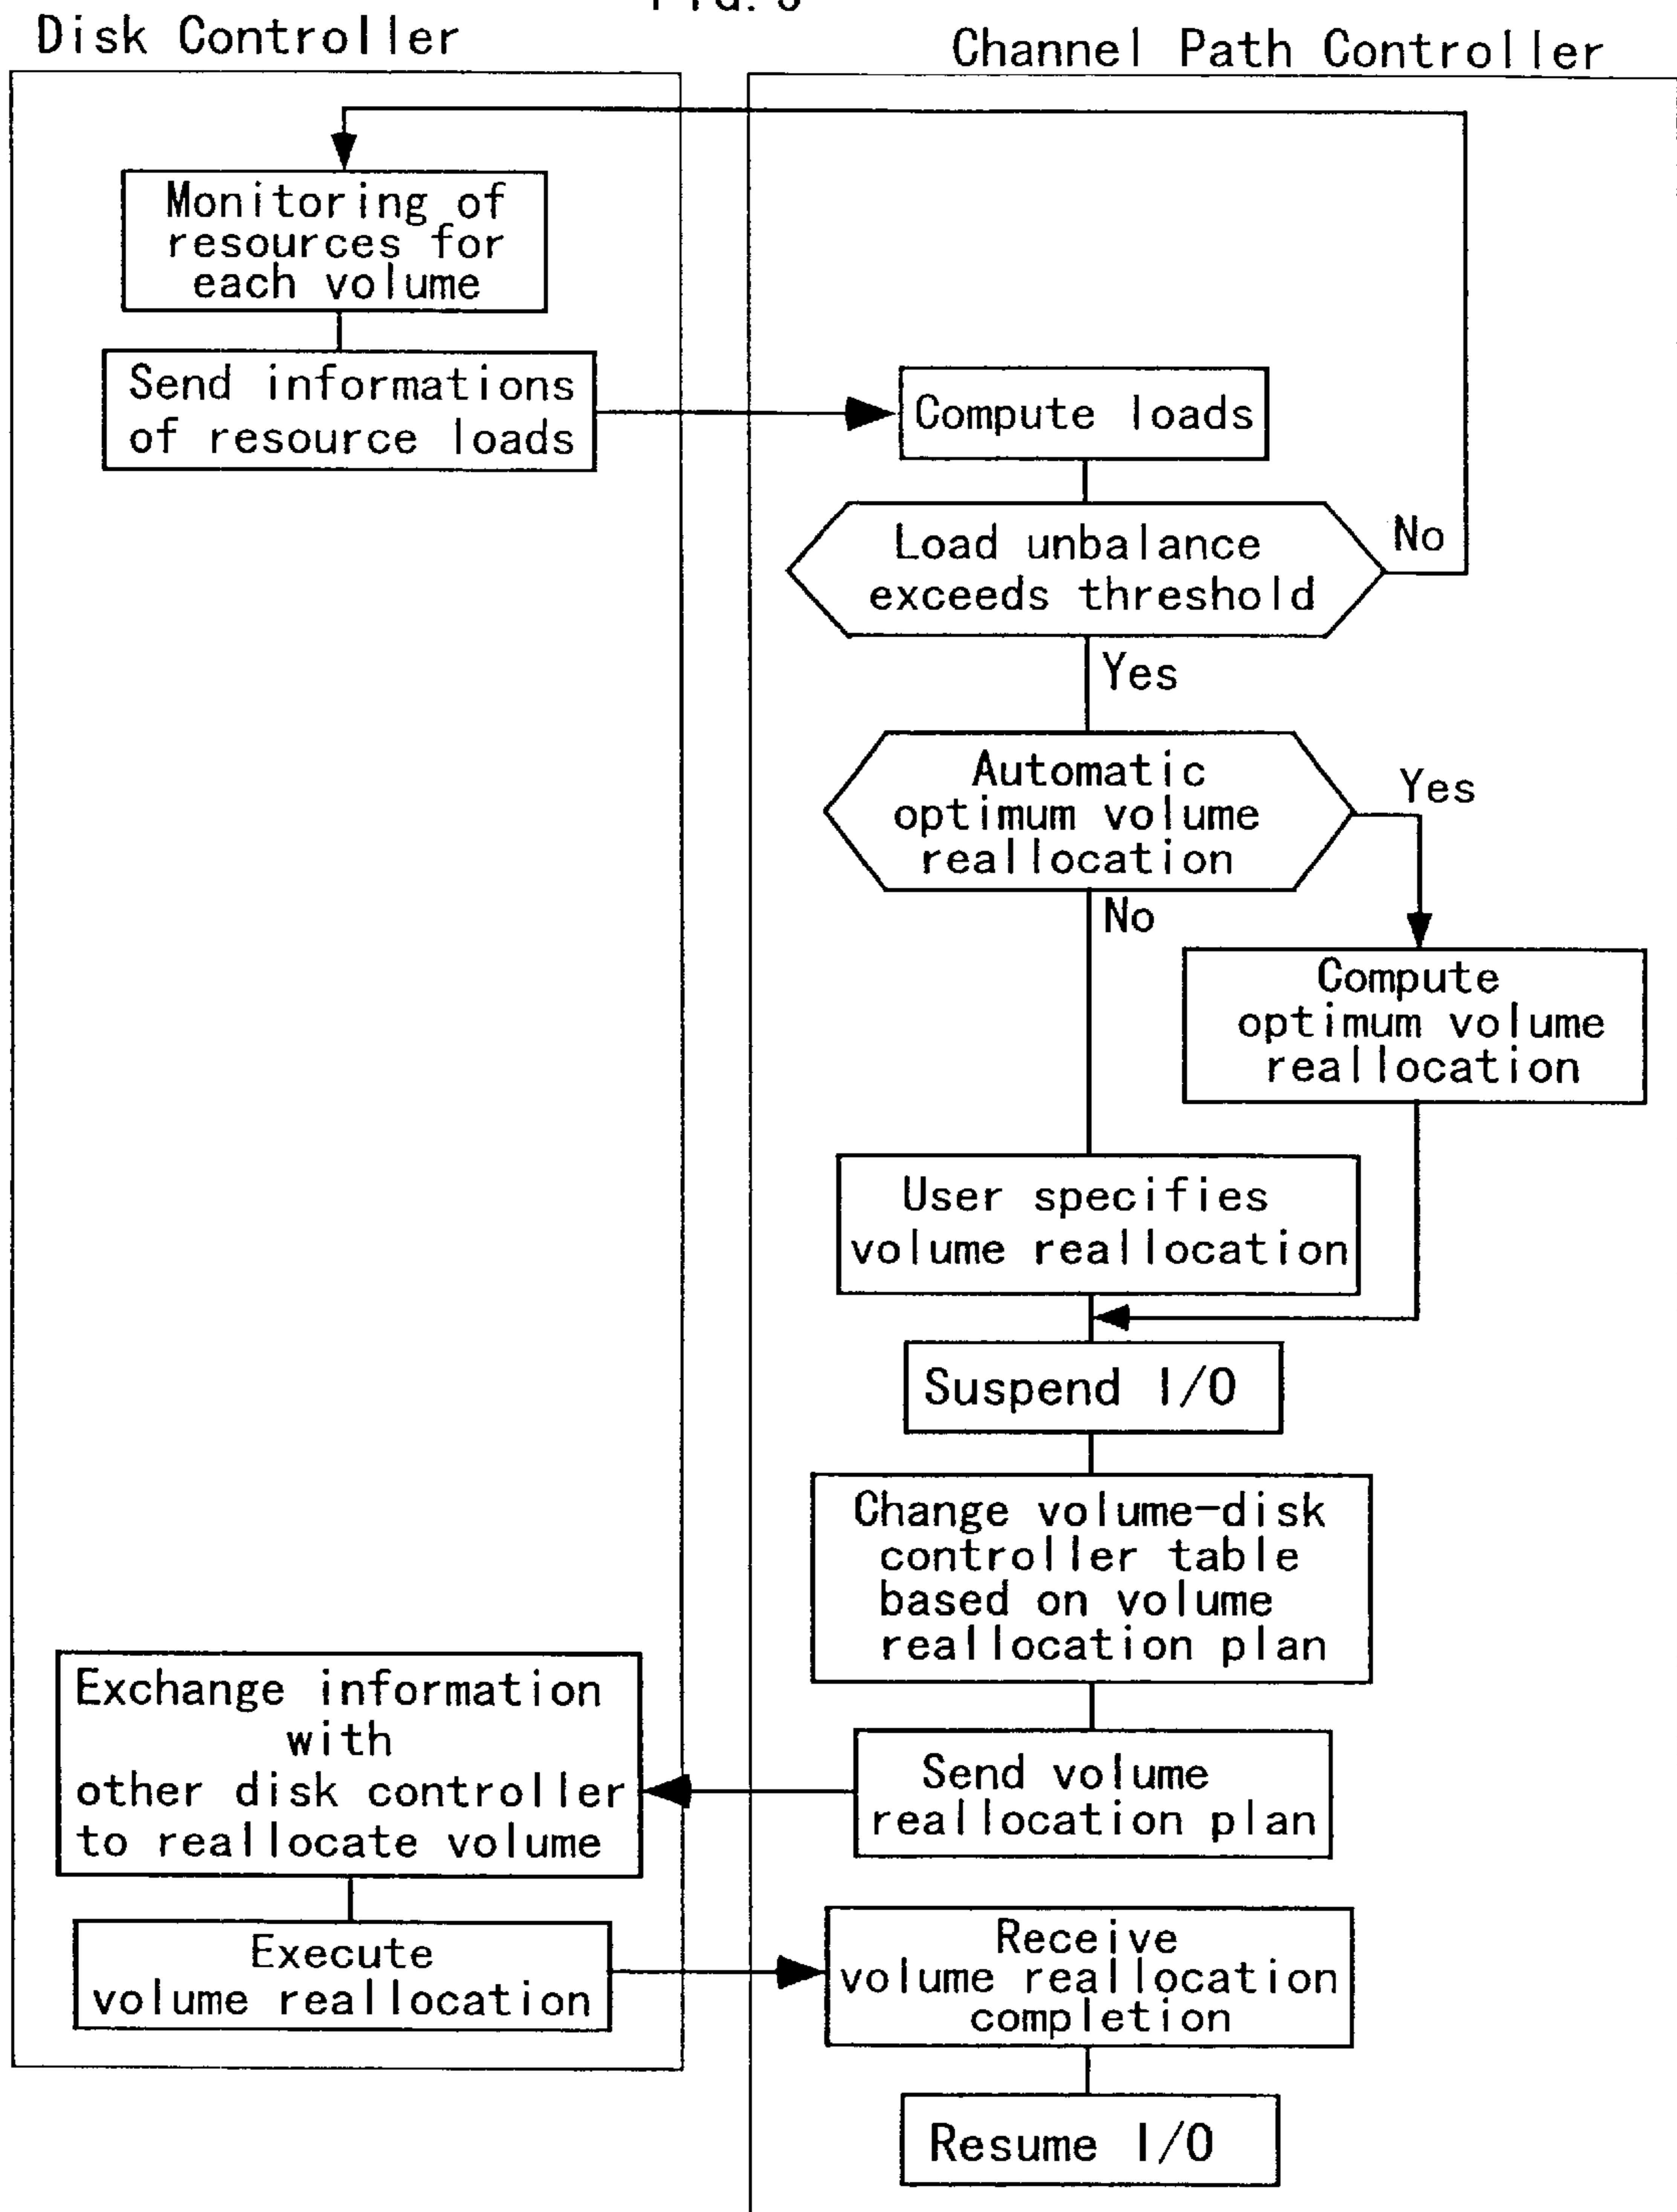 Disk Controller
Channel Path Controller
Monitoring of
resources for
each volume
Send informations
of resource loads
Compute loads
Load unbalance
exceeds threshold
No
Yes
Automatic
optimum volume
reallocation
Yes
No
Compute
optimum volume
reallocation
User specifies
volume reallocation
Suspend I/O
Change volume-disk
controller table
based on volume
reallocation plan
Exchange information
with
other disk controller
to reallocate volume
Send volume
reallocation plan
Execute
volume reallocation
Receive
volume reallocation
completion
Resume I/O